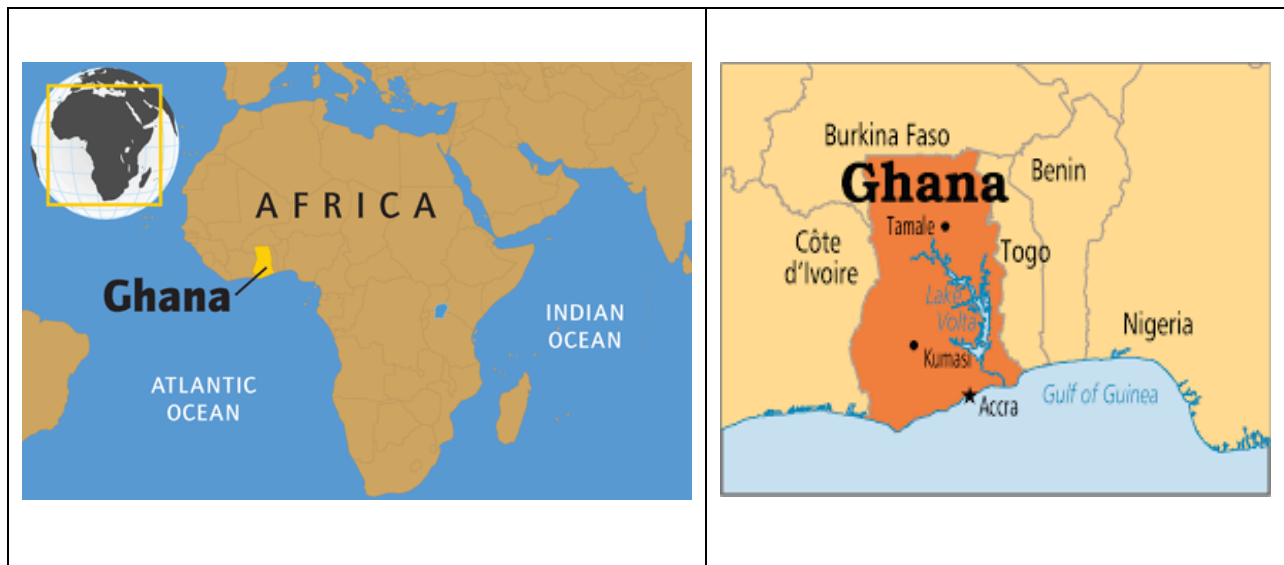 AFRICA
Ghana
INDIAN
OCEAN
ATLANTIC
OCEAN
Burkina Faso
Ghana
Benin
Tamale
Côte
d'Ivoire
Togo
Lake
Volta
Nigeria
Kumasi
Gulf of Guinea
Accra